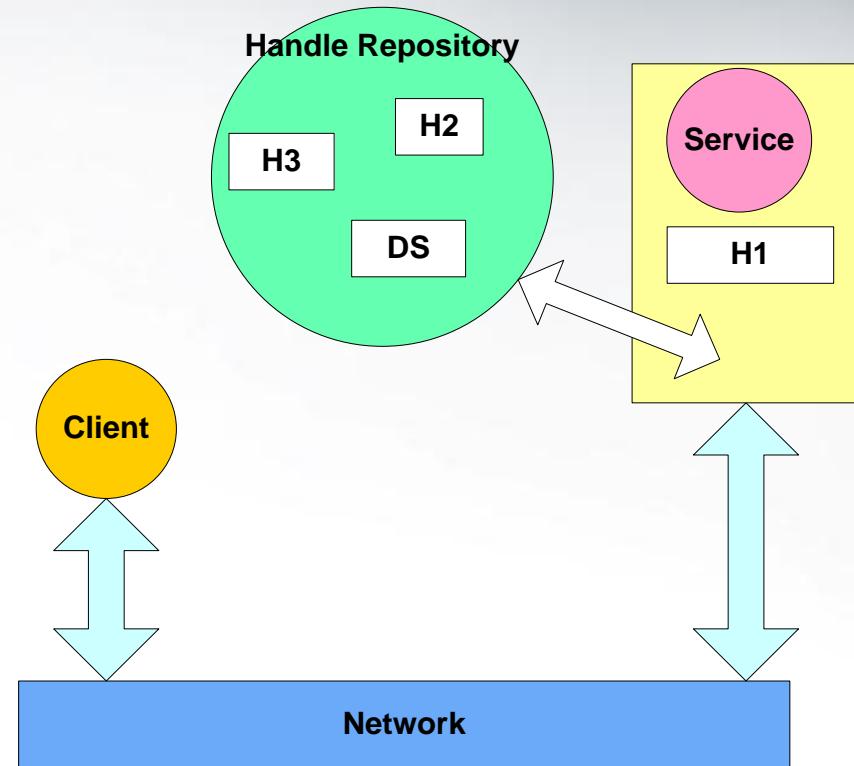 Handle Repository
H2
H3
DS
Service
H1
Client
Network